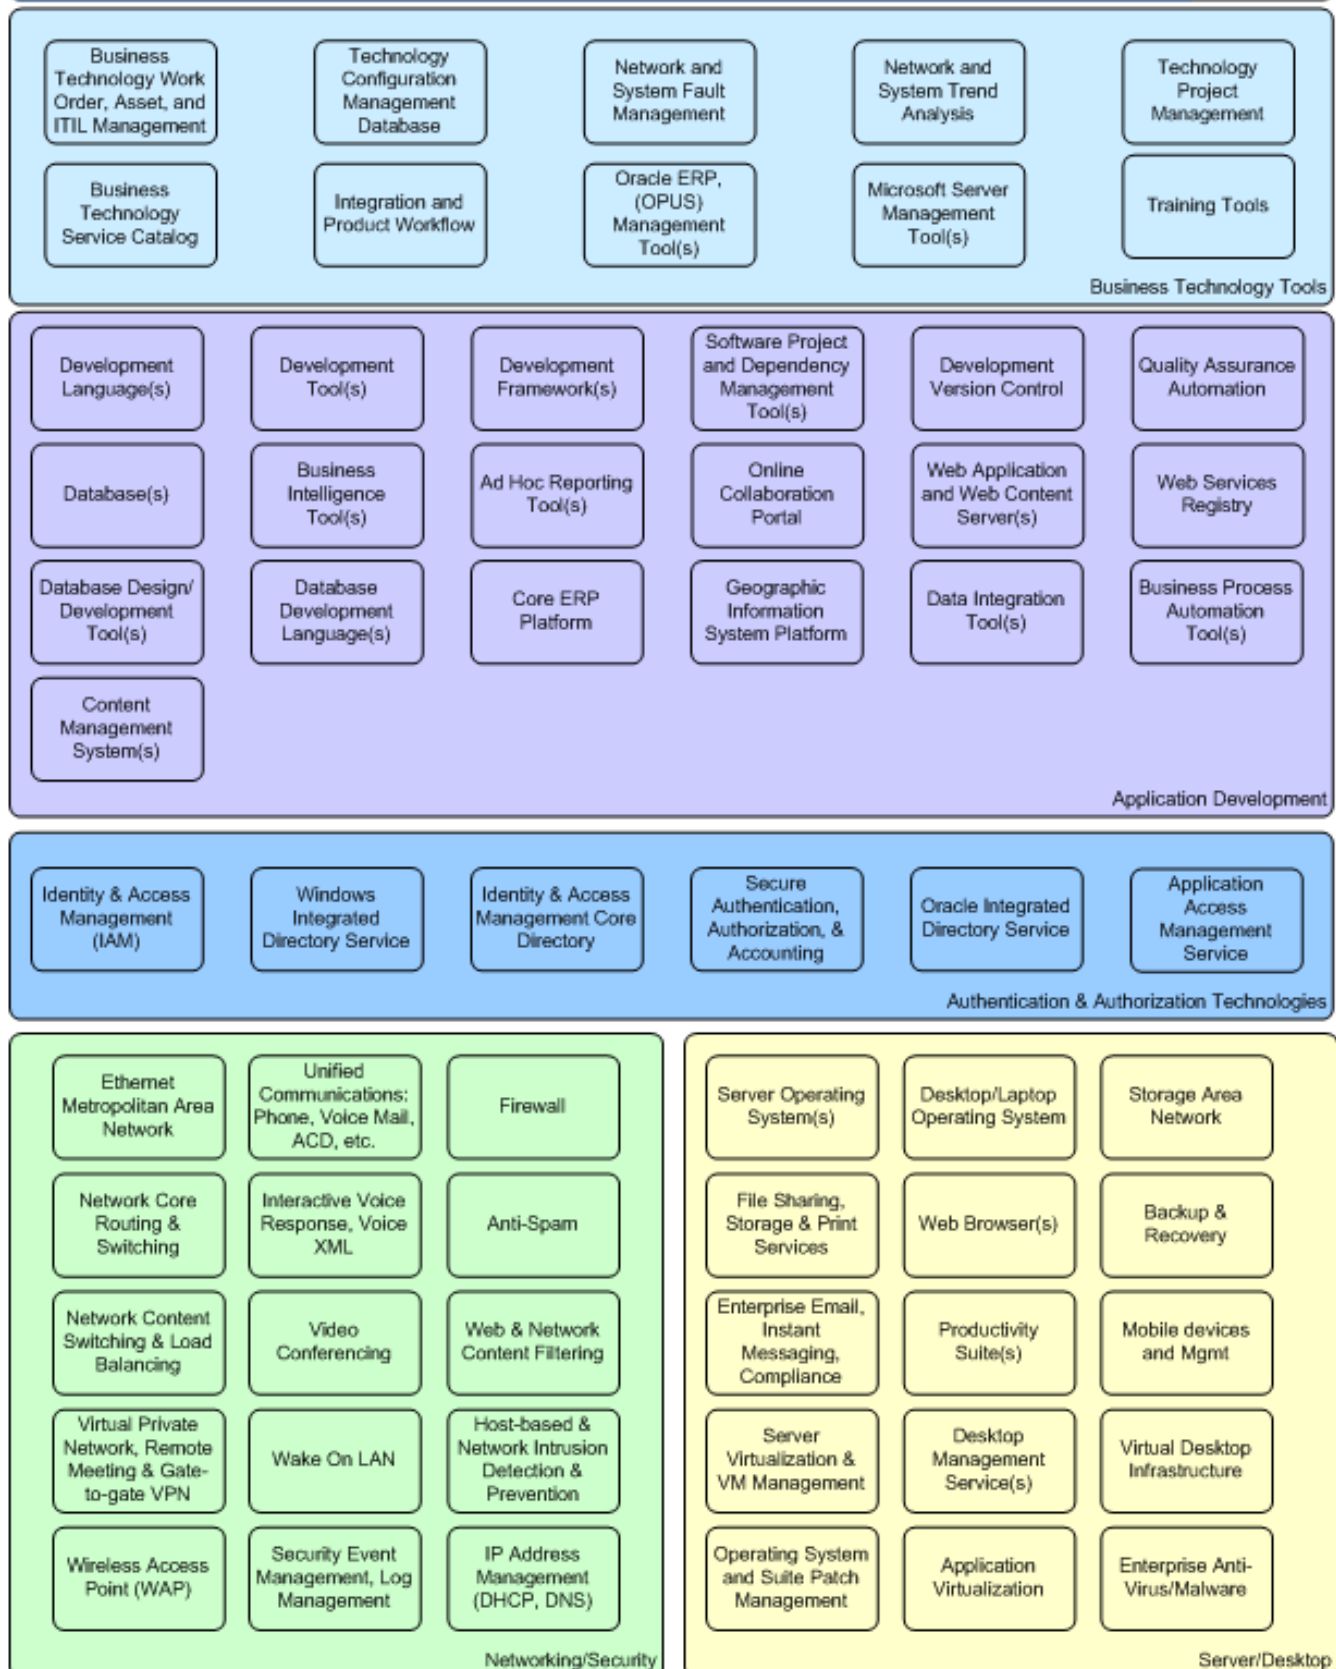 Business
Technology Work
Order, Asset, and
ITIL Management
Technology
Configuration
Management
Database
Network and
System Fault
Management
Network and
System Trend
Analysis
Technology
Project
Management
Business
Technology
Service Catalog
Integration and
Product Workflow
Oracle ERP,
(OPUS)
Management
Tool(s)
Microsoft Server
Management
Tool(s)
Training Tools
Business Technology Tools
Development
Language(s)
Development
Tool(s)
Development
Framework(s)
Software Project
and Dependency
Management
Tool(s)
Development
Version Control
Quality Assurance
Automation
Database(s)
Business
Intelligence
Tool(s)
Ad Hoc Reporting
Tool(s)
Online
Collaboration
Portal
Web Application
and Web Content
Server(s)
Web Services
Registry
Database Design/
Development
Tool(s)
Database
Development
Language(s)
Core ERP
Platform
Geographic
Information
System Platform
Data Integration
Tool(s)
Business Process
Automation
Tool(s)
Content
Management
System(s)
Application Development
Identity & Access
Management
(IAM)
Windows
Integrated
Directory Service
Identity & Access
Management Core
Directory
Secure
Authentication,
Authorization, &
Accounting
Oracle Integrated
Directory Service
Application
Access
Management
Service
Authentication & Authorization Technologies
Ethernet
Metropolitan Area
Network
Unified
Communications:
Phone, Voice Mail,
ACD, etc.
Firewall
Network Core
Routing &
Switching
Interactive Voice
Response, Voice
XML
Anti-Spam
Network Content
Switching & Load
Balancing
Video
Conferencing
Web & Network
Content Filtering
Virtual Private
Network, Remote
Meeting & Gate-
to-gate VPN
Wake On LAN
Host-based &
Network Intrusion
Detection &
Prevention
Wireless Access
Point (WAP)
Security Event
Management, Log
Management
IP Address
Management
(DHCP, DNS)
Networking/Security
Server Operating
System(s)
Desktop/Laptop
Operating System
Storage Area
Network
File Sharing,
Storage & Print
Services
Web Browser(s)
Backup &
Recovery
Enterprise Email,
Instant
Messaging,
Compliance
Productivity
Suite(s)
Mobile devices
and Mgmt
Server
Virtualization &
VM Management
Desktop
Management
Service(s)
Virtual Desktop
Infrastructure
Operating System
and Suite Patch
Management
Application
Virtualization
Enterprise Anti-
Virus/Malware
Server/Desktop